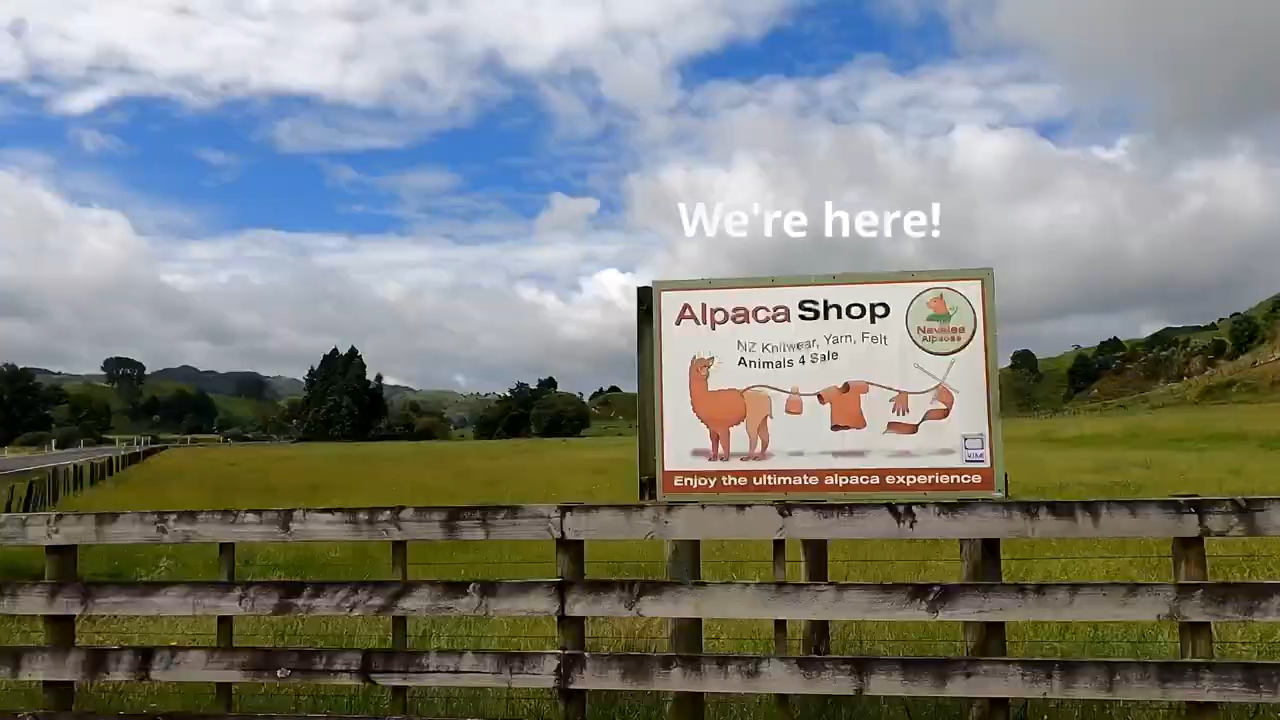 We're here!
Alpaca Shop
NZ Knitwear, Yarn, Felt
Animals 4 Sale
Navalea
Alpacas
Enjoy the ultimate alpaca experience